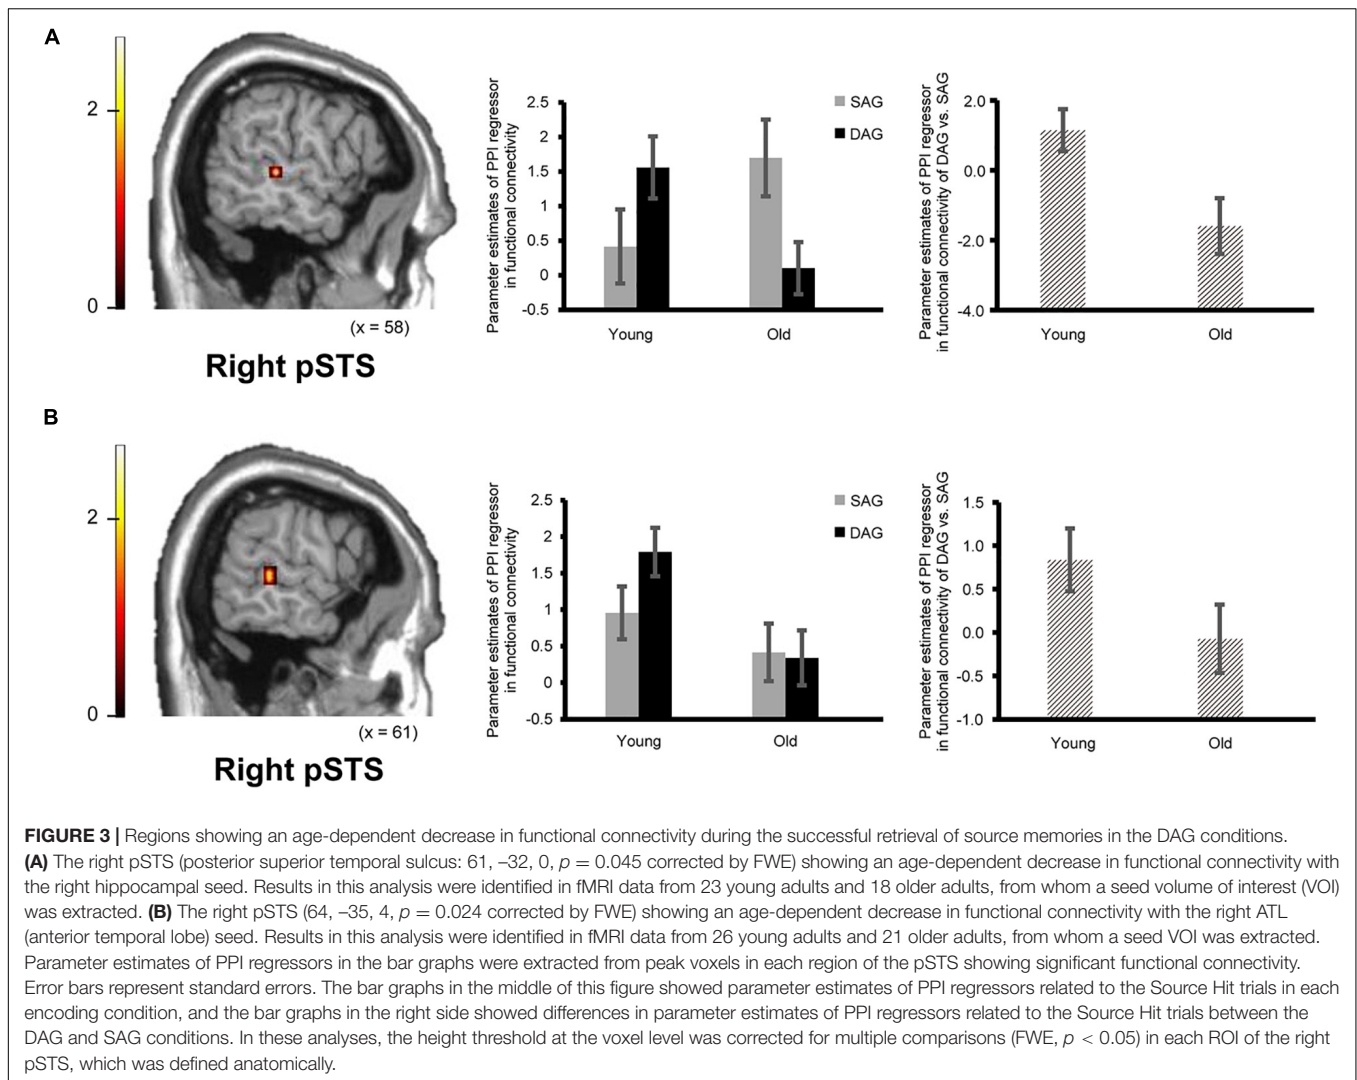 A
2
0
(x = 58)
Right pSTS
Parameter estimates of PPI regressor
in functional connectivity
2.5
2
1.5
1
0.5
0
-0.5
SAG
DAG
Young
Old
Parameter estimates of PPI regressor
in functional connectivity of DAG vs. SAG
2.0
0.0
-2.0
-4.0
Young
Old
B
2
0
(x = 61)
Right pSTS
Parameter estimates of PPI regressor
in functional connectivity
2.5
2
1.5
1
0.5
0
-0.5
SAG
DAG
Young
Old
Parameter estimates of PPI regressor
in functional connectivity of DAG vs. SAG
1.5
1.0
0.5
0.0
-0.5
-1.0
Young
Old
FIGURE 3 | Regions showing an age-dependent decrease in functional connectivity during the successful retrieval of source memories in the DAG conditions.
(A) The right pSTS (posterior superior temporal sulcus: 61, –32, 0, p = 0.045 corrected by FWE) showing an age-dependent decrease in functional connectivity with
the right hippocampal seed. Results in this analysis were identified in fMRI data from 23 young adults and 18 older adults, from whom a seed volume of interest (VOI)
was extracted. (B) The right pSTS (64, –35, 4, p = 0.024 corrected by FWE) showing an age-dependent decrease in functional connectivity with the right ATL
(anterior temporal lobe) seed. Results in this analysis were identified in fMRI data from 26 young adults and 21 older adults, from whom a seed VOI was extracted.
Parameter estimates of PPI regressors in the bar graphs were extracted from peak voxels in each region of the pSTS showing significant functional connectivity.
Error bars represent standard errors. The bar graphs in the middle of this figure showed parameter estimates of PPI regressors related to the Source Hit trials in each
encoding condition, and the bar graphs in the right side showed differences in parameter estimates of PPI regressors related to the Source Hit trials between the
DAG and SAG conditions. In these analyses, the height threshold at the voxel level was corrected for multiple comparisons (FWE, p < 0.05) in each ROI of the right
pSTS, which was defined anatomically.